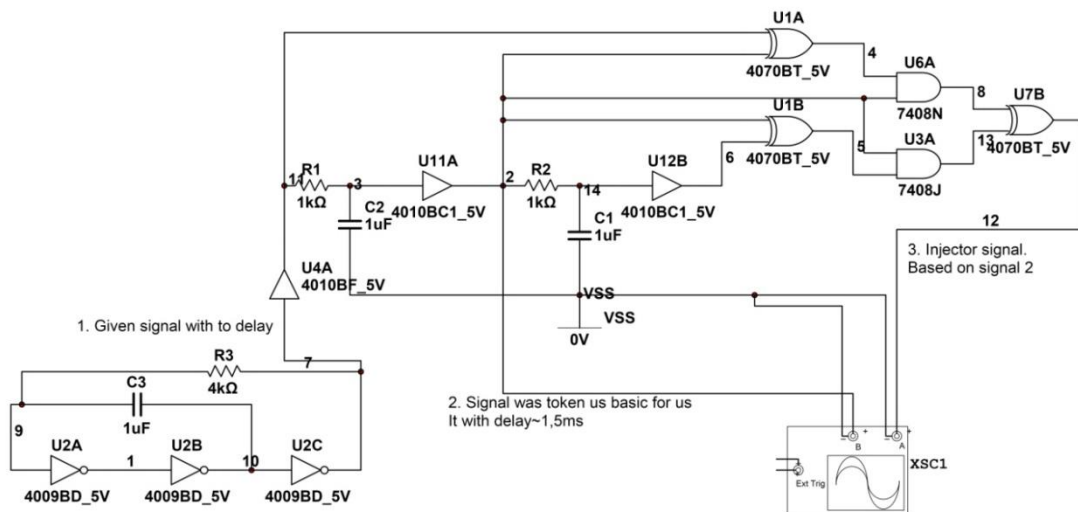 U1A
4070BT_5V
4
U6A
7408N
8
U7B
4070BT_5V
U1B
4070BT_5V
5
U3A
7408J
13
11
R1
1kΩ
3
U11A
4010BC1_5V
2
R2
1kΩ
14
U12B
4010BC1_5V
6
C2
1uF
C1
1uF
12
3. Injector signal.
Based on signal 2
U4A
4010BF_5V
VSS
VSS
0V
1. Given signal with to delay
R3
4kΩ
7
C3
1uF
9
U2A
4009BD_5V
1
U2B
4009BD_5V
10
U2C
4009BD_5V
2. Signal was token us basic for us
It with delay~1,5ms
B
A
+
+
−
−
Ext Trig
+
−
XSC1